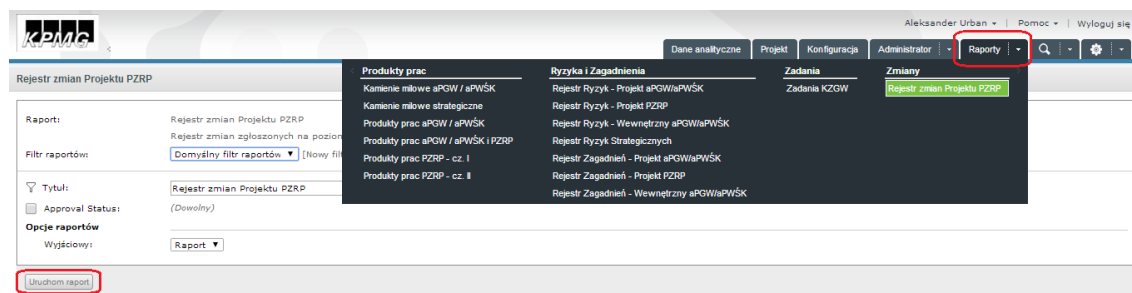 Aleksander Urban | Pomoc | Wyloguj się
KPMG
Dane analityczne Projekt Konfiguracja Administrator Raporty
Rejestr zmian Projektu PZRP
Produkty prac Ryzyka i Zagadnienia Zadania Zmiany
Kamienie milowe aPGW / aPWŚK Rejestr Ryzyk - Projekt aPGW/aPWŚK Zadania KZGW Rejestr zmian Projektu PZRP
Kamienie milowe strategiczne Rejestr Ryzyk - Projekt PZRP
Produkty prac aPGW / aPWŚK Rejestr Ryzyk - Wewnętrzny aPGW/aPWŚK
Produkty prac aPGW / aPWŚK i PZRP Rejestr Ryzyk Strategicznych
Produkty prac PZRP - cz. I Rejestr Zagadnień - Projekt aPGW/aPWŚK
Produkty prac PZRP - cz. II Rejestr Zagadnień - Projekt PZRP
Rejestr Zagadnień - Wewnętrzny aPGW/aPWŚK
Raport: Rejestr zmian Projektu PZRP
Rejestr zmian zgłoszonych na pozion
Filtr raportów: Domyślny filtr raportów [Nowy filt
Tytuł: Rejestr zmian Projektu PZRP
Approval Status: (Dowolny)
Opcje raportów
Wyjściowy: Raport
Uruchom raport